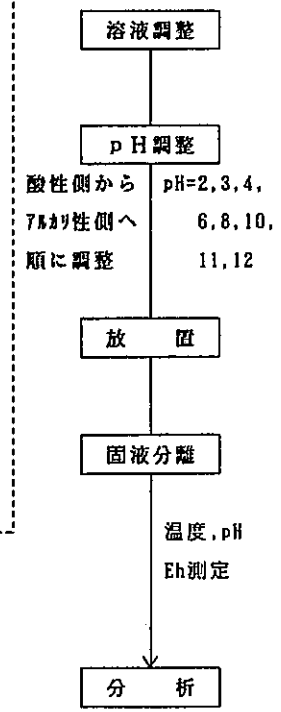 溶液調整
pH調整
酸性側から pH=2,3,4,
ｱﾙｶﾘ性側へ 6,8,10,
順に調整 11,12
放 置
固液分離
温度,pH
Eh測定
分 析